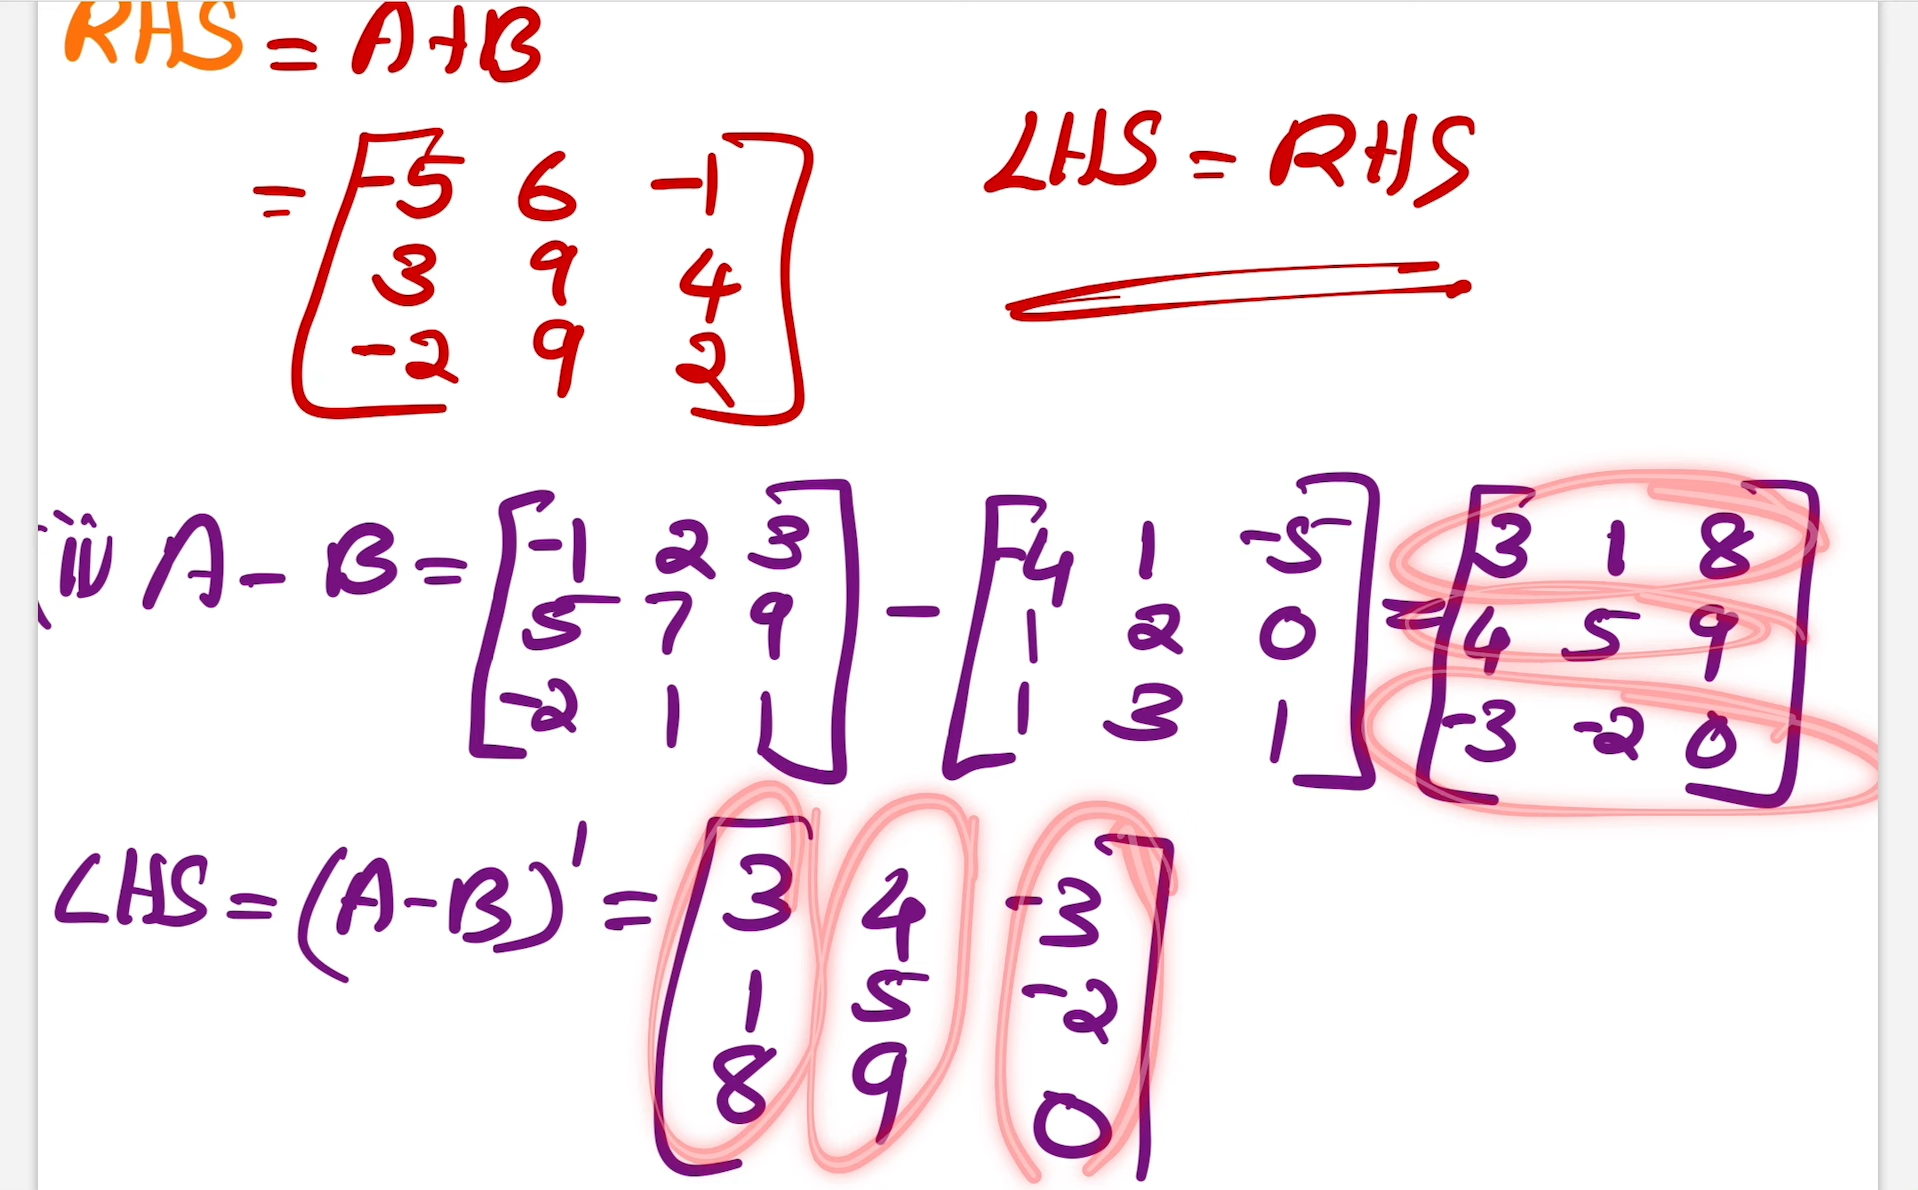 RHS = A+B
= [-5 6 -1
3 9 4
-2 9 2]
LHS = RHS
(ii) A - B = [-1 2 3 - [-4 1 -5 = [3 1 8
5 7 9 1 2 0 4 5 9
-2 1 1] 1 3 1] -3 -2 0]
LHS = (A-B)' = [3 4 -3
1 5 -2
8 9 0]